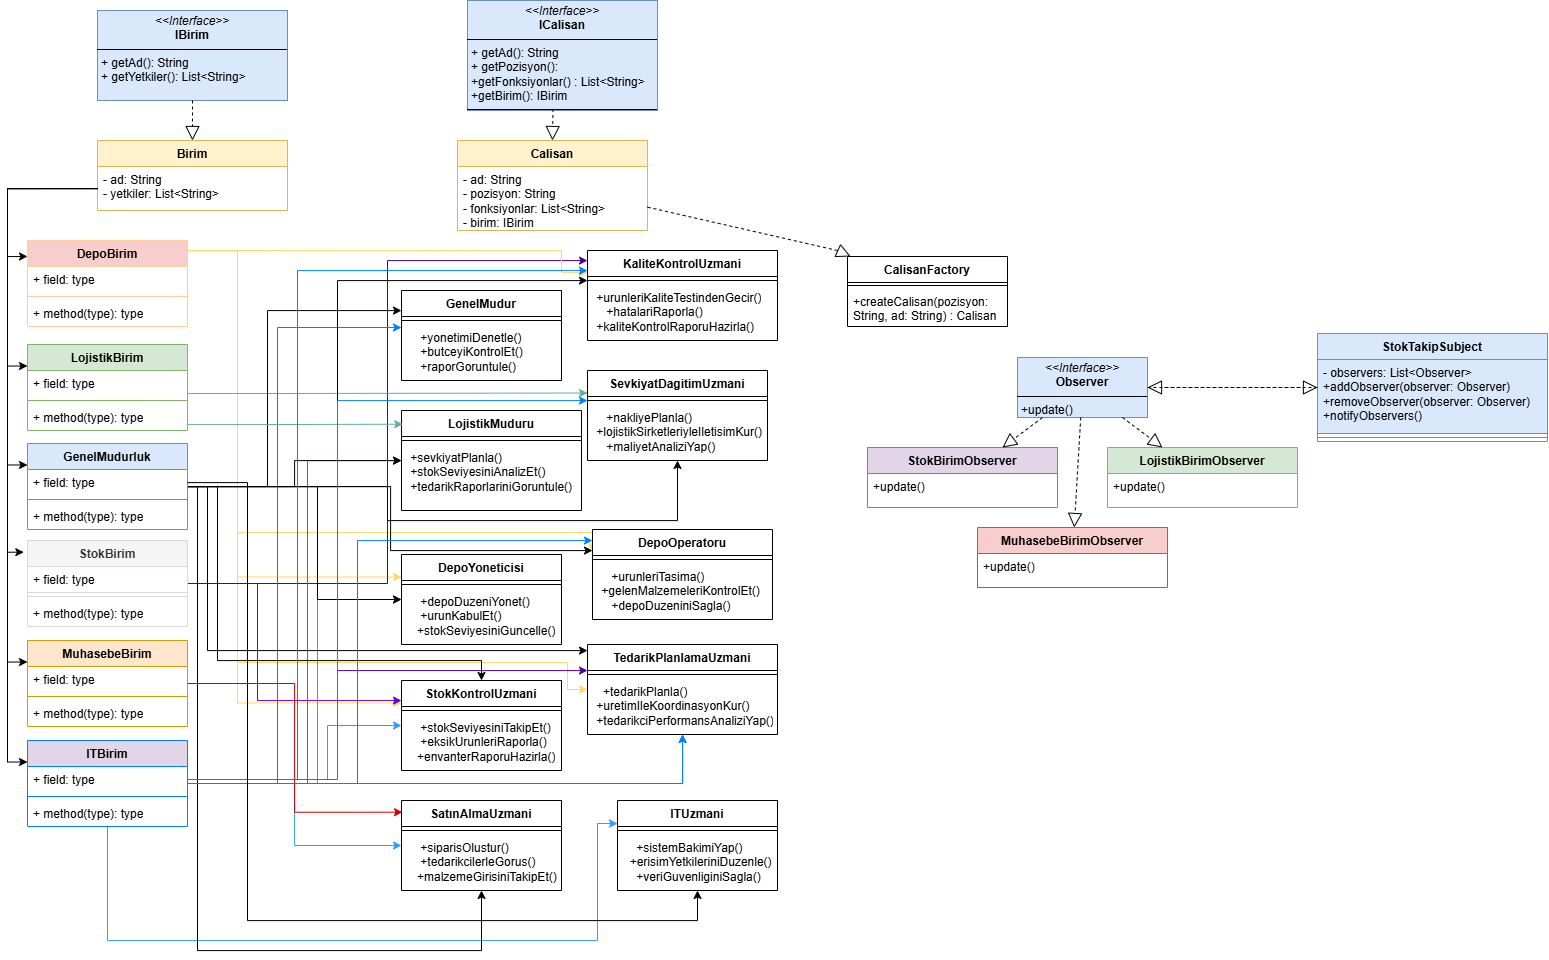 <<Interface>>
IBirim
+ getAd(): String
+ getYetkiler(): List<String>
<<Interface>>
ICalisan
+ getAd(): String
+ getPozisyon():
+getFonksiyonlar() : List<String>
+getBirim(): IBirim
Birim
- ad: String
- yetkiler: List<String>
Calisan
- ad: String
- pozisyon: String
- fonksiyonlar: List<String>
- birim: IBirim
DepoBirim
+ field: type
+ method(type): type
LojistikBirim
+ field: type
+ method(type): type
GenelMudurluk
+ field: type
+ method(type): type
StokBirim
+ field: type
+ method(type): type
MuhasebeBirim
+ field: type
+ method(type): type
ITBirim
+ field: type
+ method(type): type
GenelMudur
+yonetimiDenetle()
+butceyiKontrolEt()
+raporGoruntule()
LojistikMuduru
+sevkiyatPlanla()
+stokSeviyesiniAnalizEt()
+tedarikRaporlariniGoruntule()
DepoYoneticisi
+depoDuzeniYonet()
+urunKabulEt()
+stokSeviyesiniGuncelle()
StokKontrolUzmani
+stokSeviyesiniTakipEt()
+eksikUrunleriRaporla()
+envanterRaporuHazirla()
SatınAlmaUzmani
+siparisOlustur()
+tedarikcilerleGorus()
+malzemeGirisiniTakipEt()
KaliteKontrolUzmani
+urunleriKaliteTestindenGecir()
+hatalariRaporla()
+kaliteKontrolRaporuHazirla()
SevkiyatDagitimUzmani
+nakliyePlanla()
+lojistikSirketleriyleIletisimKur()
+maliyetAnaliziYap()
DepoOperatoru
+urunleriTasima()
+gelenMalzemeleriKontrolEt()
+depoDuzeniniSagla()
TedarikPlanlamaUzmani
+tedarikPlanla()
+uretimIleKoordinasyonKur()
+tedarikciPerformansAnaliziYap()
ITUzmani
+sistemBakimiYap()
+erisimYetkileriniDuzenle()
+veriGuvenliginiSagla()
CalisanFactory
+createCalisan(pozisyon:
String, ad: String) : Calisan
<<Interface>>
Observer
+update()
StokTakipSubject
- observers: List<Observer>
+addObserver(observer: Observer)
+removeObserver(observer: Observer)
+notifyObservers()
StokBirimObserver
+update()
LojistikBirimObserver
+update()
MuhasebeBirimObserver
+update()